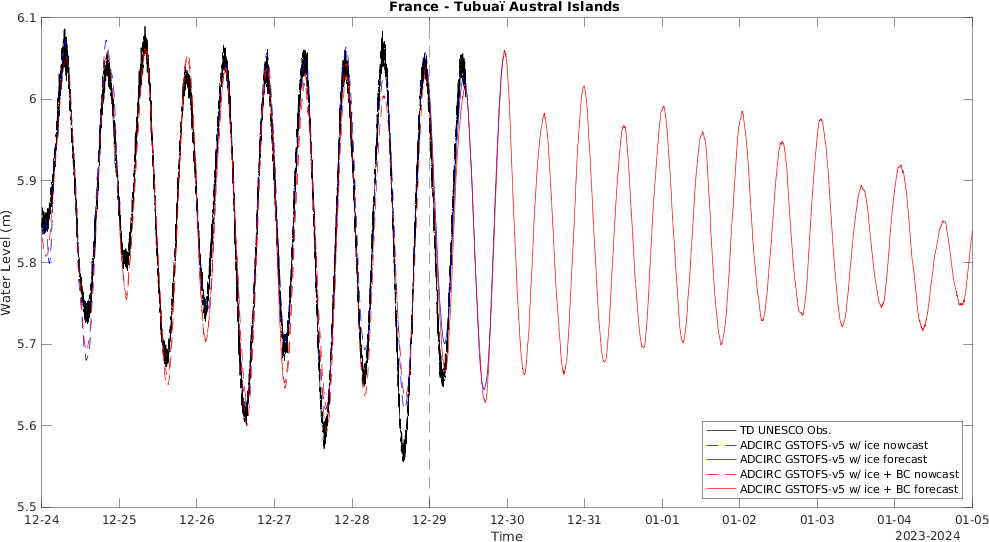 France - Tubuaï Austral Islands
6.1
6
5.9
5.8
5.7
5.6
5.5
Water Level (m)
TD UNESCO Obs.
ADCIRC GSTOFS-v5 w/ ice nowcast
ADCIRC GSTOFS-v5 w/ ice forecast
ADCIRC GSTOFS-v5 w/ ice + BC nowcast
ADCIRC GSTOFS-v5 w/ ice + BC forecast
12-24 12-25 12-26 12-27 12-28 12-29 12-30 12-31 01-01 01-02 01-03 01-04 01-05
Time
2023-2024